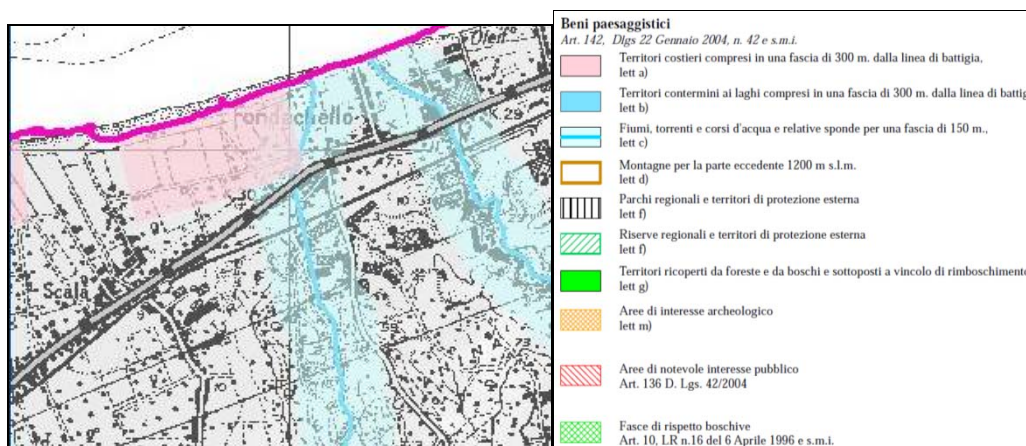 Oleif
K. 29
Fondachello
K. 30
Scala
59
73
Beni paesaggistici
Art. 142, Dlgs 22 Gennaio 2004, n. 42 e s.m.i.
Territori costieri compresi in una fascia di 300 m. dalla linea di battigia,
lett a)
Territori contermini ai laghi compresi in una fascia di 300 m. dalla linea di battig
lett b)
Fiumi, torrenti e corsi d'acqua e relative sponde per una fascia di 150 m.,
lett c)
Montagne per la parte eccedente 1200 m s.l.m.
lett d)
Parchi regionali e territori di protezione esterna
lett f)
Riserve regionali e territori di protezione esterna
lett f)
Territori ricoperti da foreste e da boschi e sottoposti a vincolo di rimboschimento
lett g)
Aree di interesse archeologico
lett m)
Aree di notevole interesse pubblico
Art. 136 D. Lgs. 42/2004
Fasce di rispetto boschive
Art. 10, LR n.16 del 6 Aprile 1996 e s.m.i.